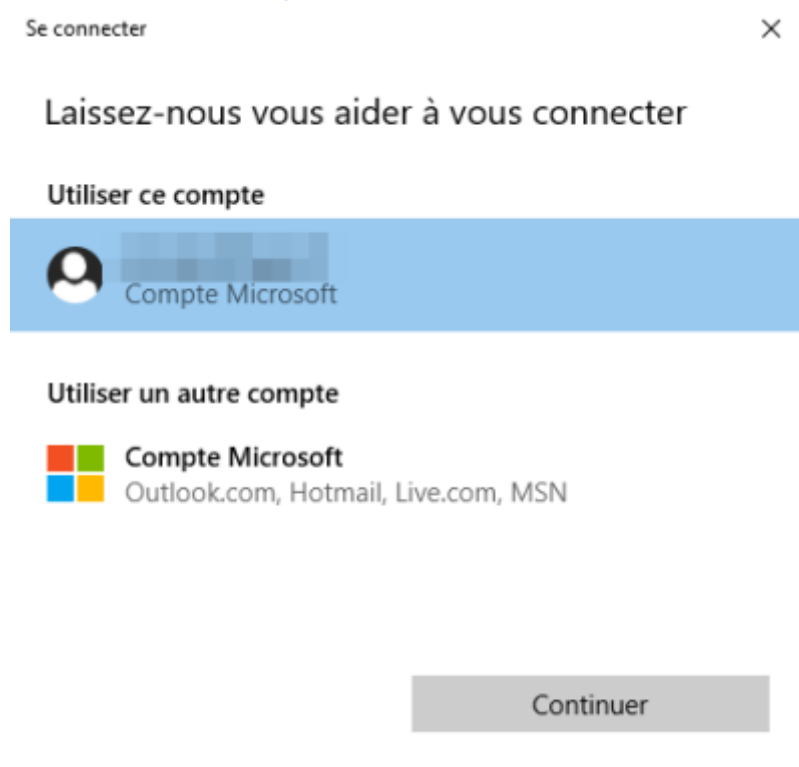 Se connecter
Laissez-nous vous aider à vous connecter
Utiliser ce compte
Compte Microsoft
Utiliser un autre compte
Compte Microsoft
Outlook.com, Hotmail, Live.com, MSN
Continuer